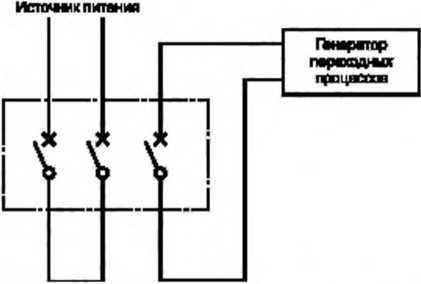 Источник питания
Генератор
переходных
процессов